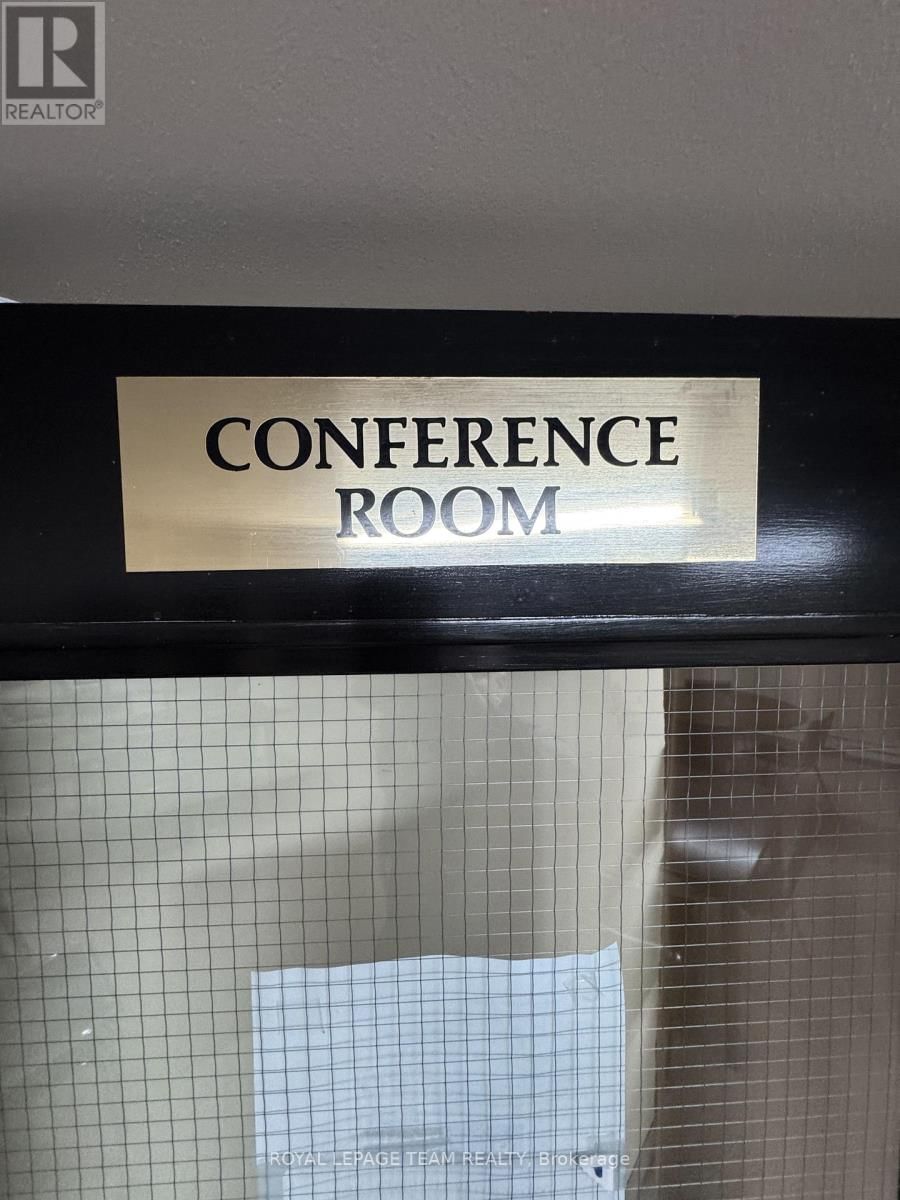 R
REALTOR®
CONFERENCE
ROOM
ROYAL LEPAGE TEAM REALTY, Brokerage